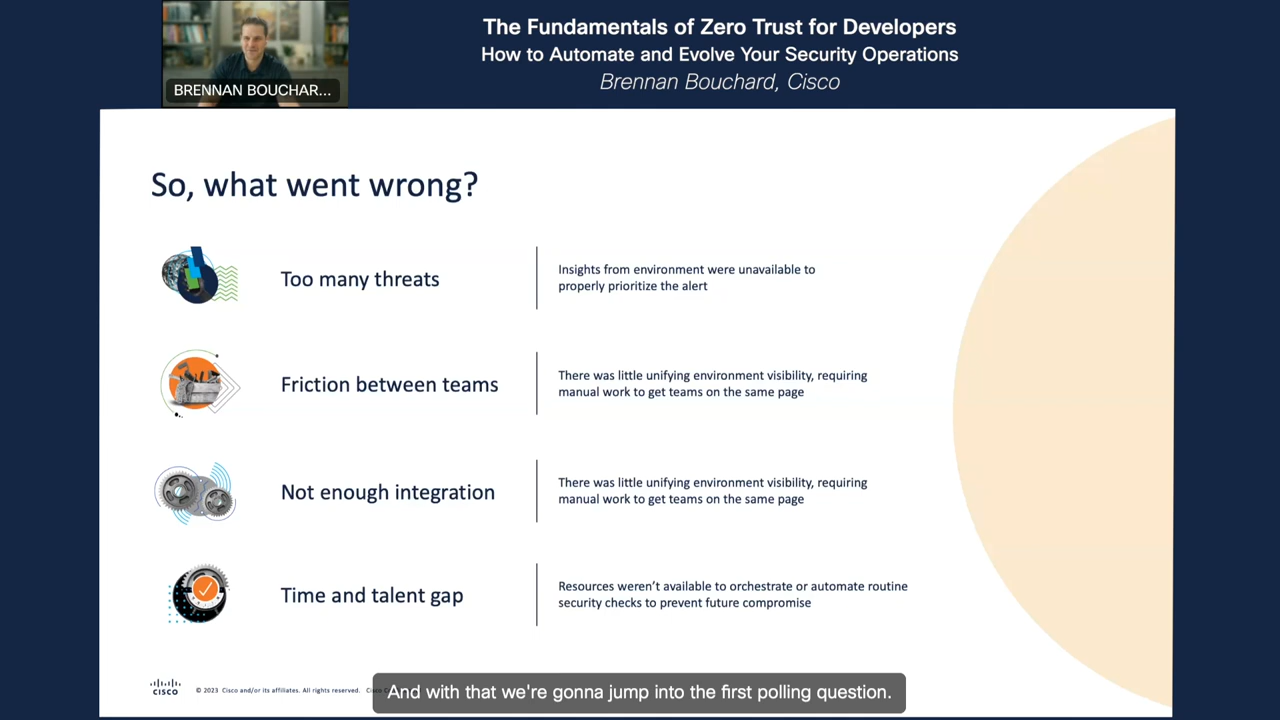 The Fundamentals of Zero Trust for Developers
How to Automate and Evolve Your Security Operations
Brennan Bouchard, Cisco
BRENNAN BOUCHAR...
So, what went wrong?
Too many threats
Insights from environment were unavailable to
properly prioritize the alert
Friction between teams
There was little unifying environment visibility, requiring
manual work to get teams on the same page
Not enough integration
There was little unifying environment visibility, requiring
manual work to get teams on the same page
Time and talent gap
Resources weren't available to orchestrate or automate routine
security checks to prevent future compromise
CISCO
© 2023 Cisco and/or its affiliates. All rights reserved.
And with that we're gonna jump into the first polling question.